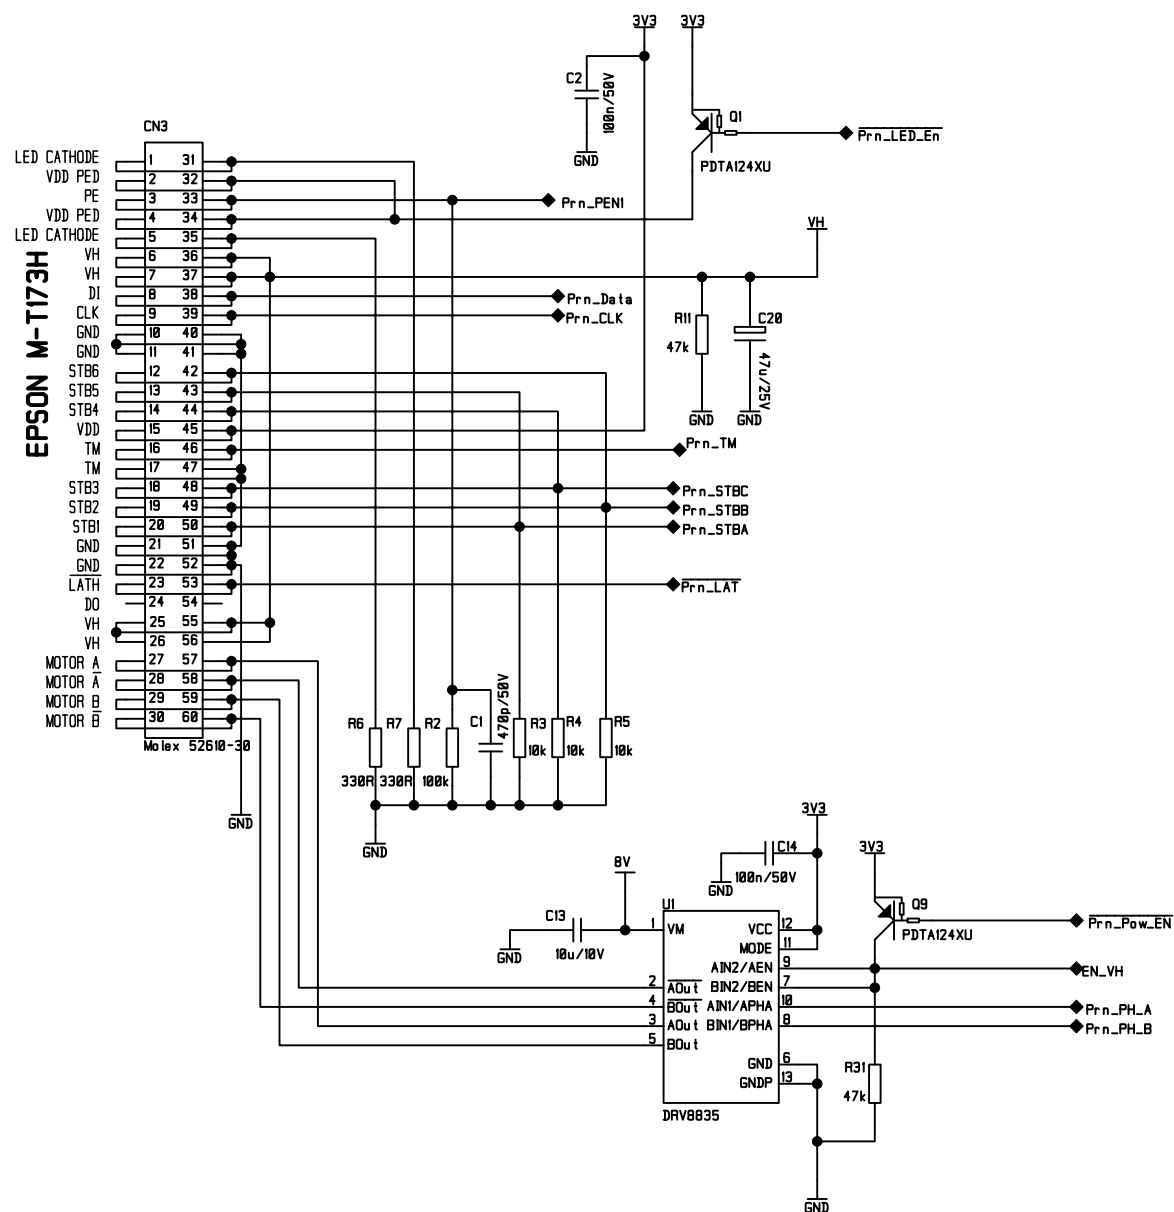 3V3
3V3
C2
100n/50V
GND
Q1
Prn_LED_En
PDTA124XU
CN3
EPSON M-T173H
LED CATHODE 1 31
VDD PED 2 32
PE 3 33 Prn_PEN1
VDD PED 4 34
LED CATHODE 5 35
VH 6 36
VH 7 37
DI 8 38 Prn_Data
CLK 9 39 Prn_CLK
GND 10 40
GND 11 41
STB6 12 42
STB5 13 43
STB4 14 44
VDD 15 45
TM 16 46 Prn_TM
TM 17 47
STB3 18 48 Prn_STBC
STB2 19 49 Prn_STBB
STB1 20 50 Prn_STBA
GND 21 51
GND 22 52
LATH 23 53 Prn_LAT
DO 24 54
VH 25 55
VH 26 56
MOTOR A 27 57
MOTOR A 28 58
MOTOR B 29 59
MOTOR B 30 60
Molex 52610-30
VH
R11
47k
GND
C20
47u/25V
GND
R6
330R
R7
330R
R2
100k
C1
470p/50V
R3
10k
R4
10k
R5
10k
GND
GND
3V3
C14
100n/50V
GND
8V
C13
10u/10V
GND
3V3
Q9
PDTA124XU
Prn_Pow_EN
U1
1 VM
VCC 12
MODE 11
AIN2/AEN 9 EN_VH
2 AOut
BIN2/BEN 7
4 BOut
AIN1/APHA 10 Prn_PH_A
3 AOut
BIN1/BPHA 8 Prn_PH_B
5 BOut
GND 6
GNDP 13
DRV8835
R31
47k
GND